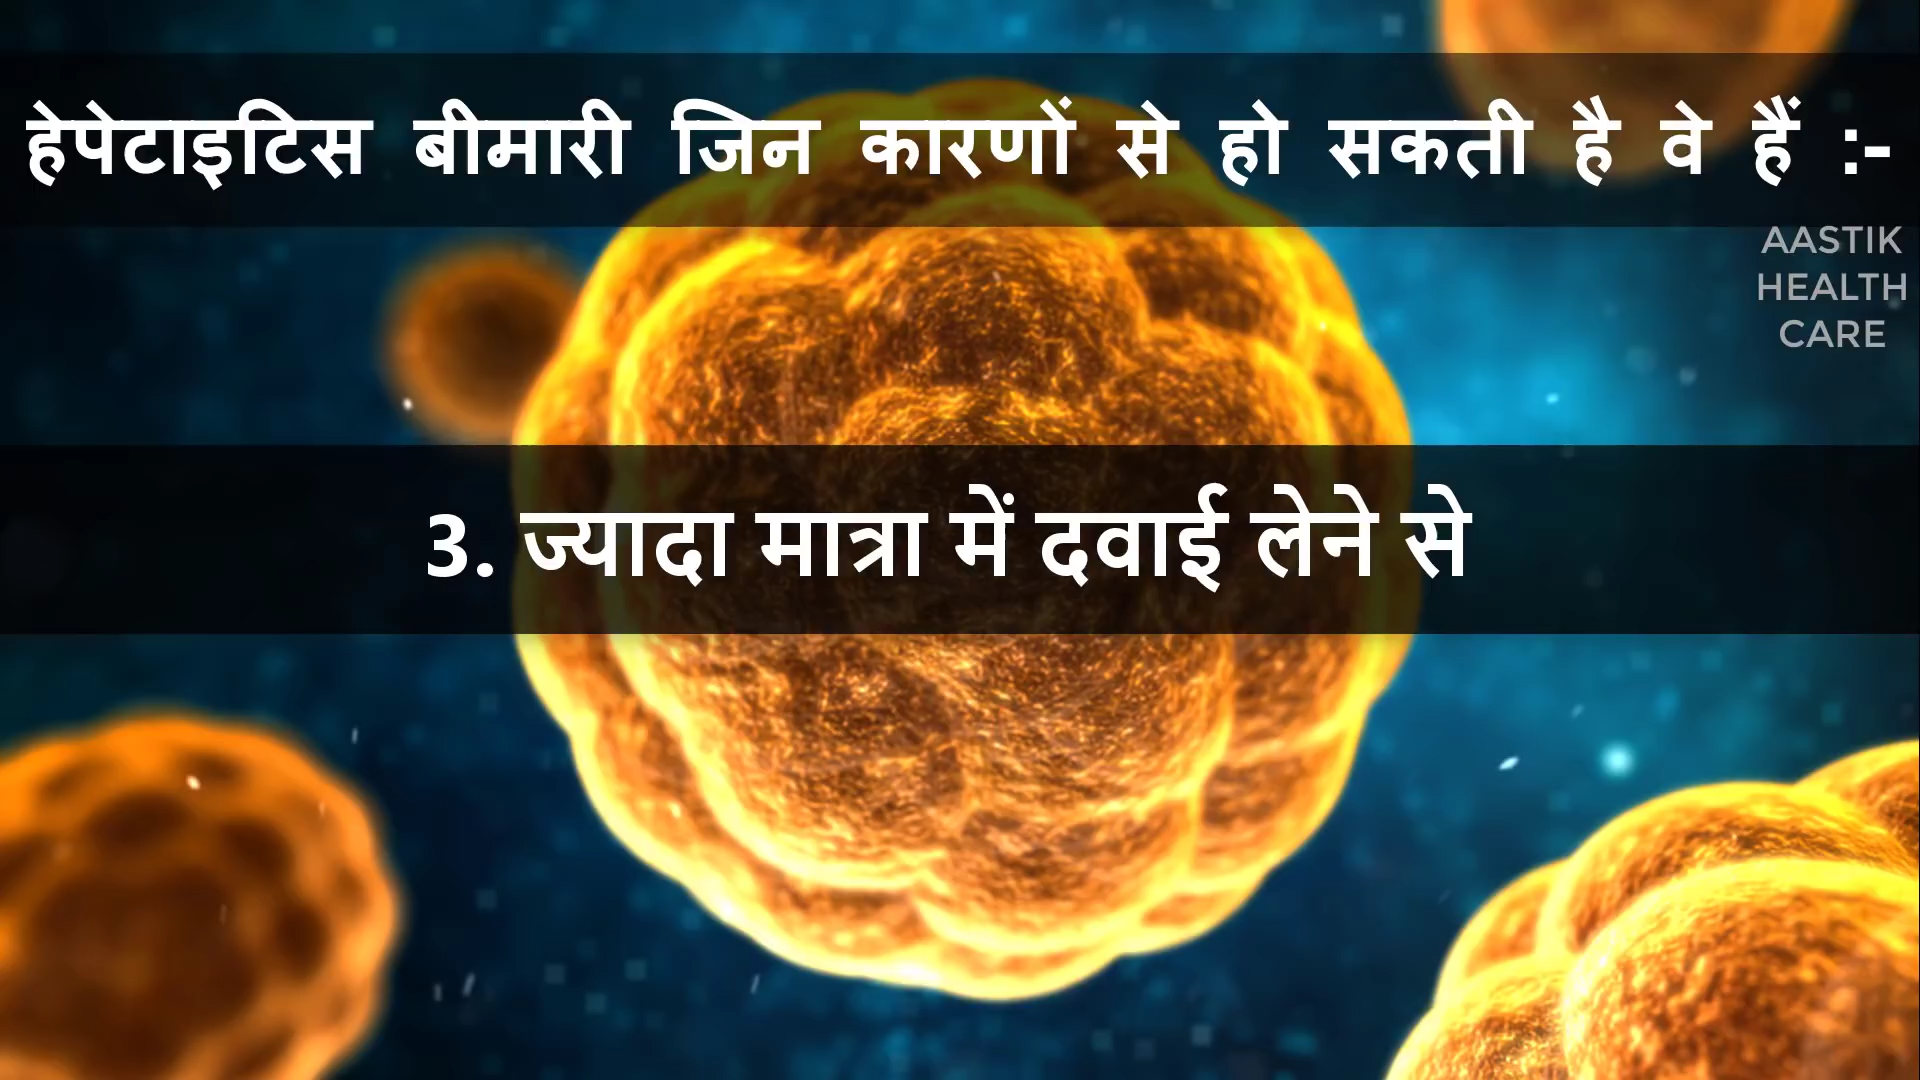 हेपेटाइटिस बीमारी जिन कारणों से हो सकती है वे हैं :-
AASTIK
HEALTH
CARE
3. ज्यादा मात्रा में दवाई लेने से